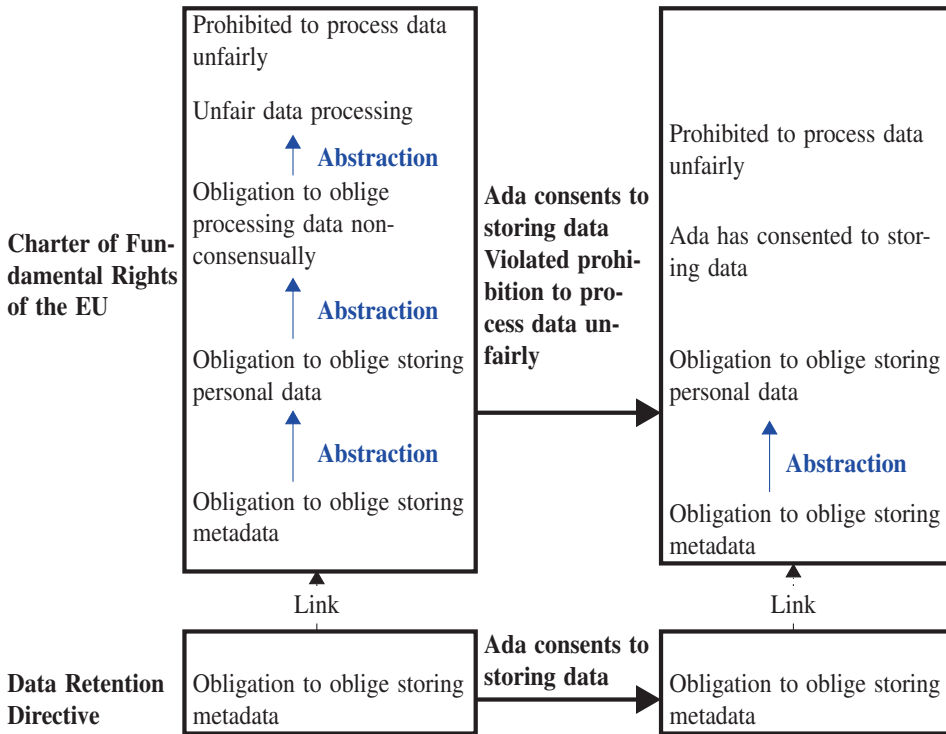 Prohibited to process data
unfairly
Unfair data processing
Abstraction
Obligation to oblige
processing data non-
consensually
Abstraction
Obligation to oblige storing
personal data
Abstraction
Obligation to oblige storing
metadata
Charter of Fun-
damental Rights
of the EU
Ada consents to
storing data
Violated prohi-
bition to pro-
cess data un-
fairly
Prohibited to process data
unfairly
Ada has consented to stor-
ing data
Obligation to oblige storing
personal data
Abstraction
Obligation to oblige storing
metadata
Link
Link
Data Retention
Directive
Obligation to oblige storing
metadata
Ada consents to
storing data
Obligation to oblige storing
metadata